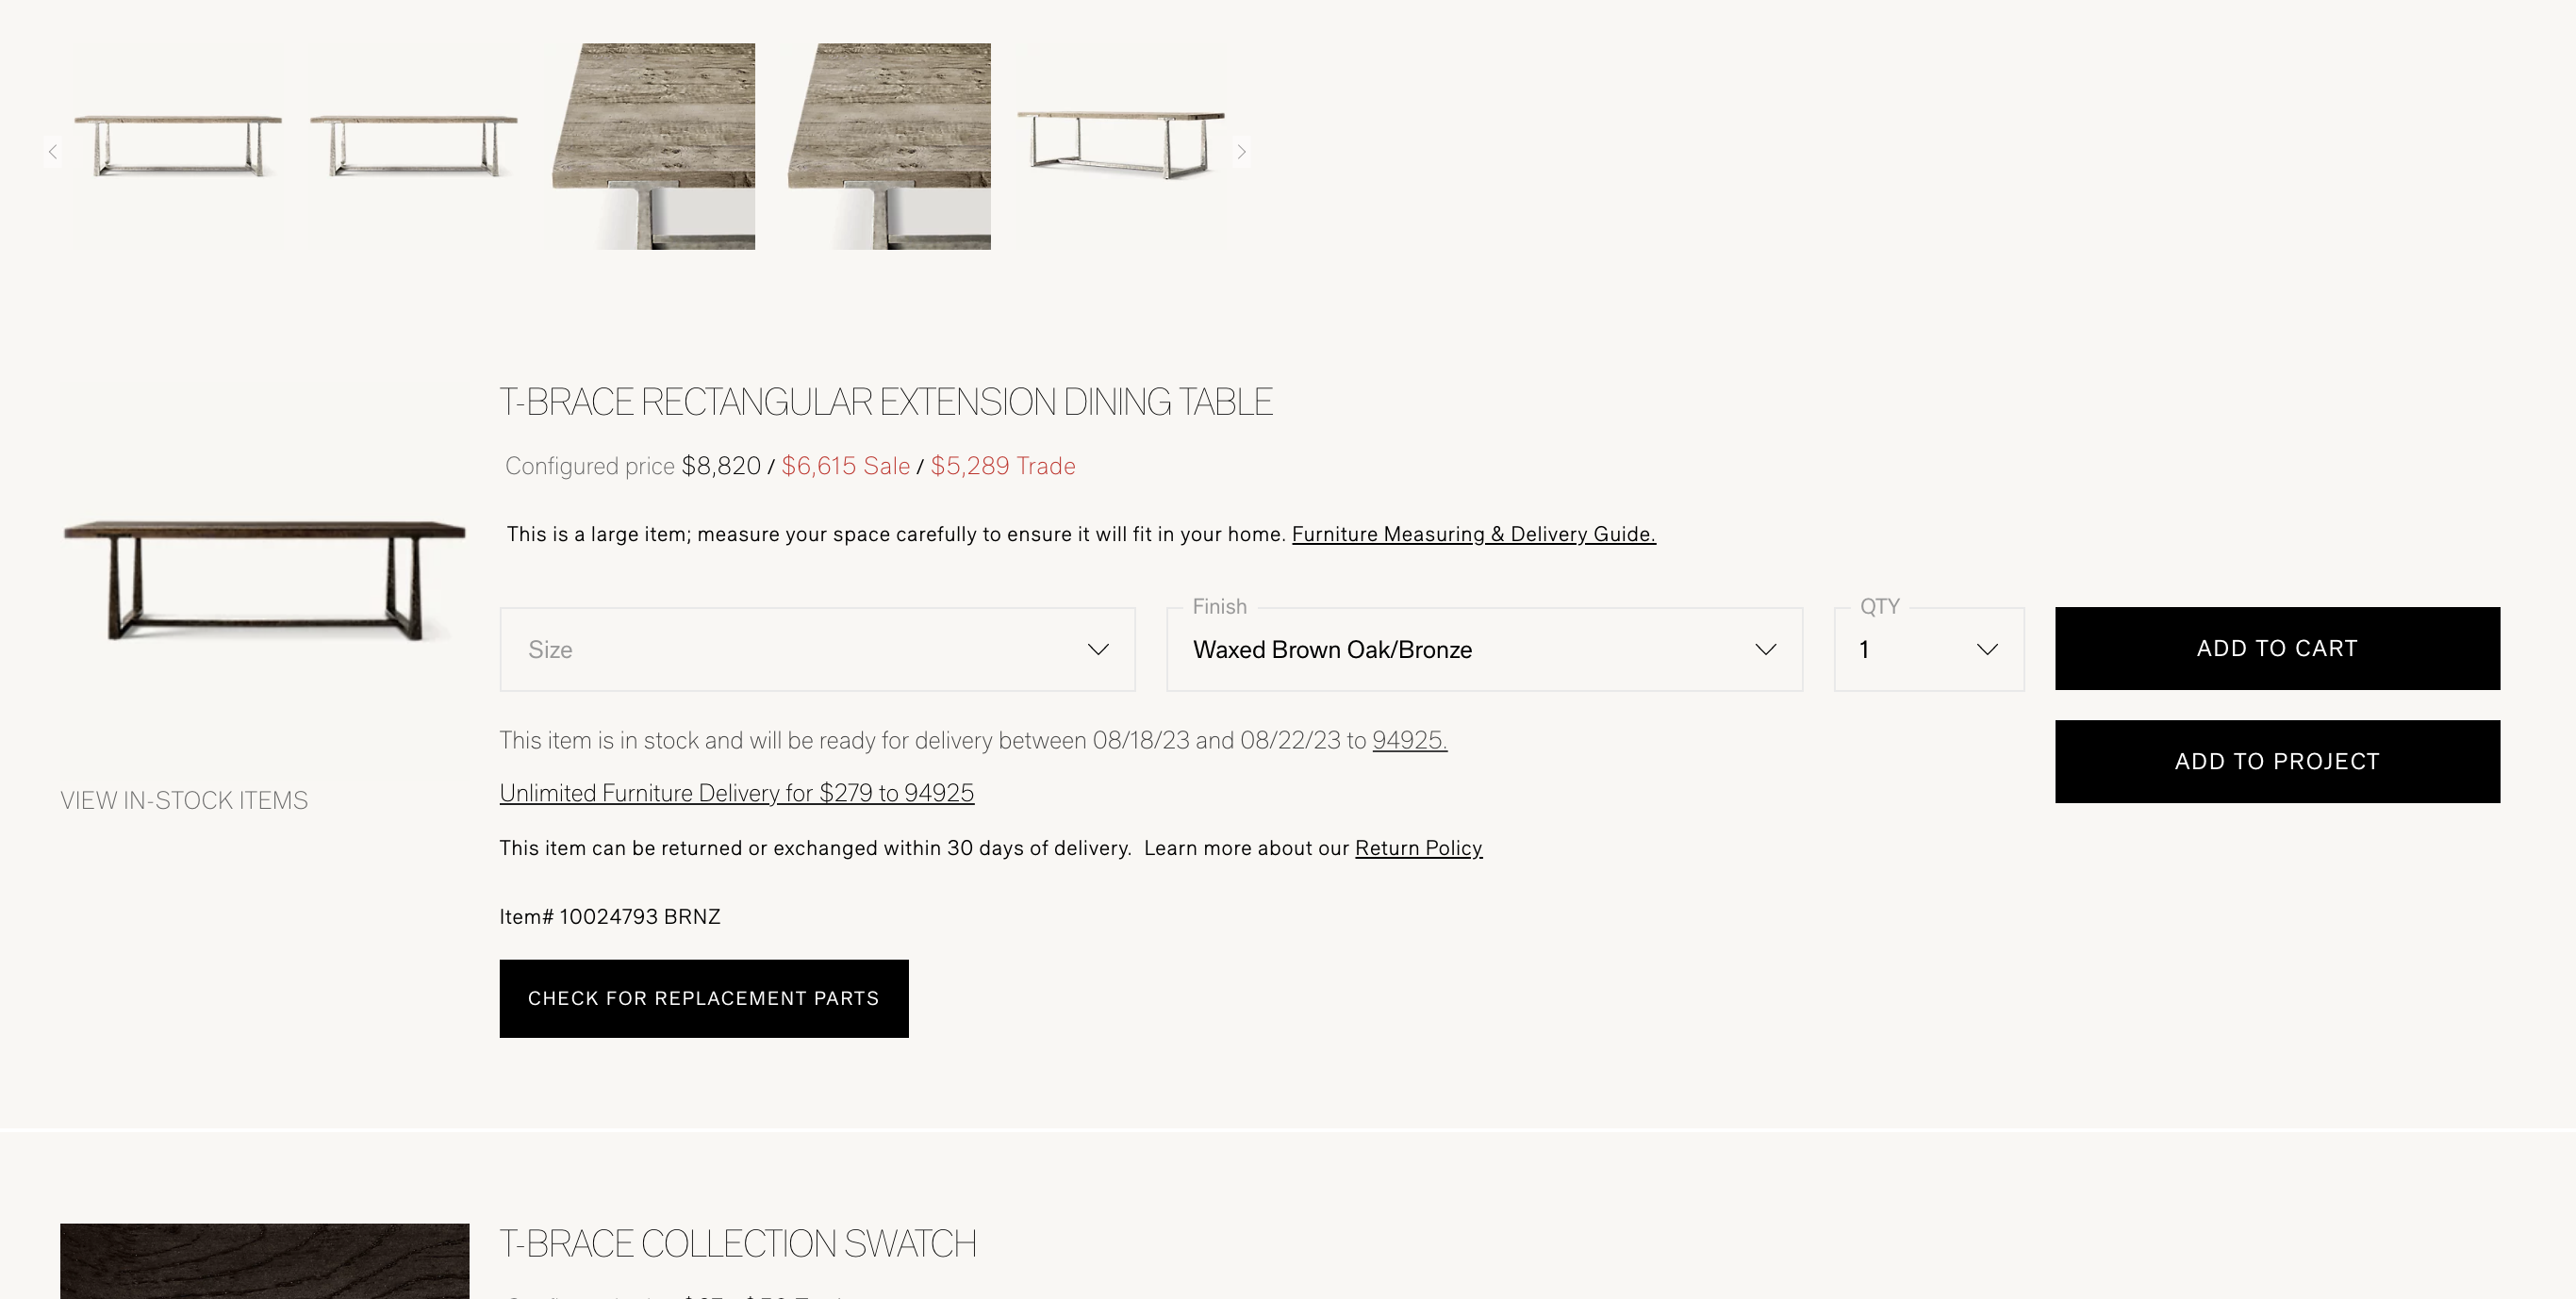 T-BRACE RECTANGULAR EXTENSION DINING TABLE
Configured price $8,820 / $6,615 Sale / $5,289 Trade
This is a large item; measure your space carefully to ensure it will fit in your home. Furniture Measuring & Delivery Guide.
Size
Finish
Waxed Brown Oak/Bronze
QTY
1
ADD TO CART
This item is in stock and will be ready for delivery between 08/18/23 and 08/22/23 to 94925.
ADD TO PROJECT
VIEW IN-STOCK ITEMS
Unlimited Furniture Delivery for $279 to 94925
This item can be returned or exchanged within 30 days of delivery. Learn more about our Return Policy
Item# 10024793 BRNZ
CHECK FOR REPLACEMENT PARTS
T-BRACE COLLECTION SWATCH